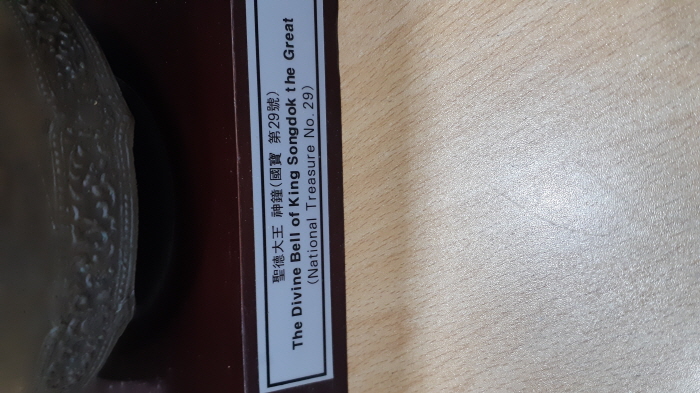 聖德大王 神鐘(國寶 第29號)
The Divine Bell of King Songdok the Great
(National Treasure No. 29)